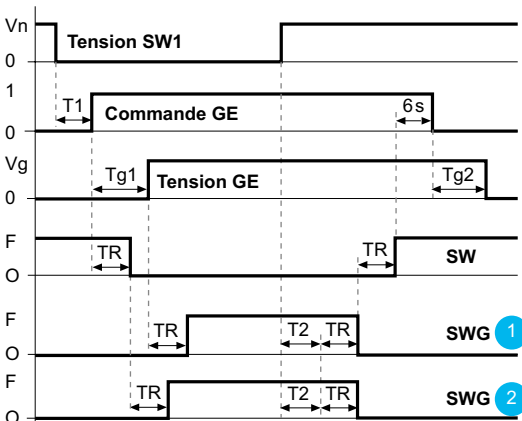 Vn
Tension SW1
0
T1
6s
1
Commande GE
0
Vg
Tg1
Tension GE
Tg2
0
F
TR
TR
SW
O
F
TR
T2
TR
SWG 1
O
F
TR
T2
TR
SWG 2
O